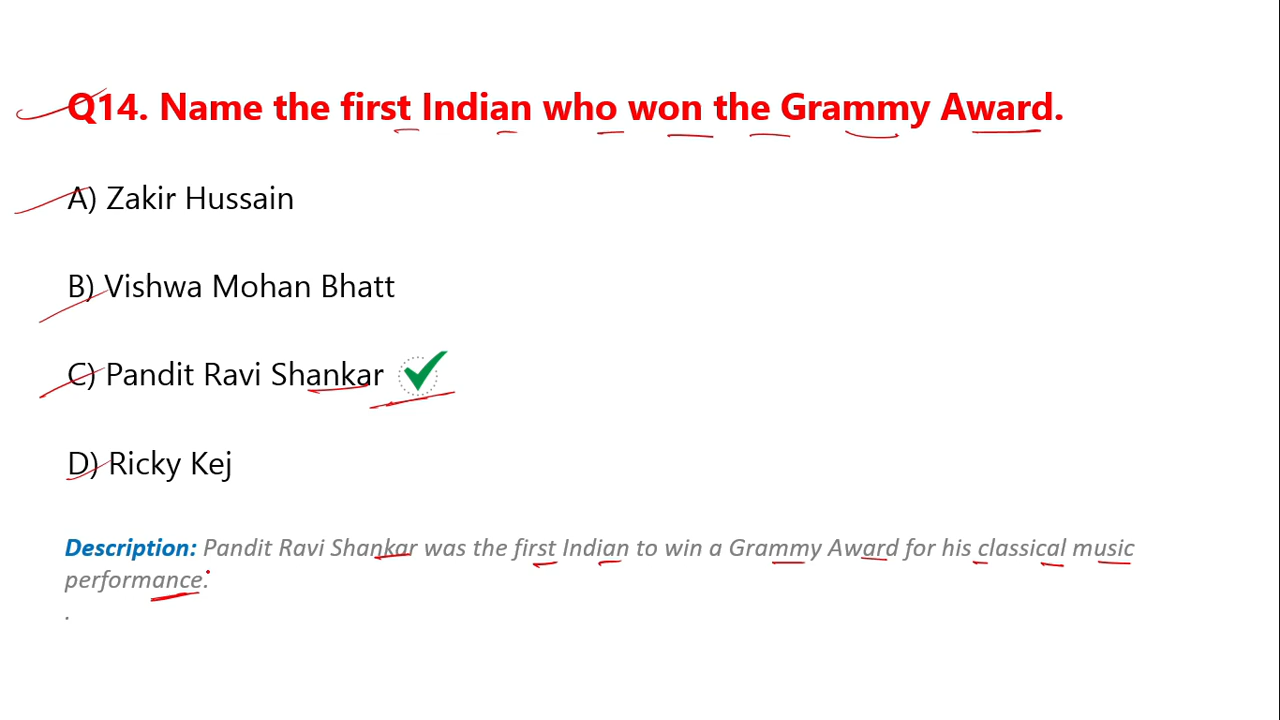 Q14. Name the first Indian who won the Grammy Award.
A) Zakir Hussain
B) Vishwa Mohan Bhatt
C) Pandit Ravi Shankar
D) Ricky Kej
Description: Pandit Ravi Shankar was the first Indian to win a Grammy Award for his classical music
performance.
.